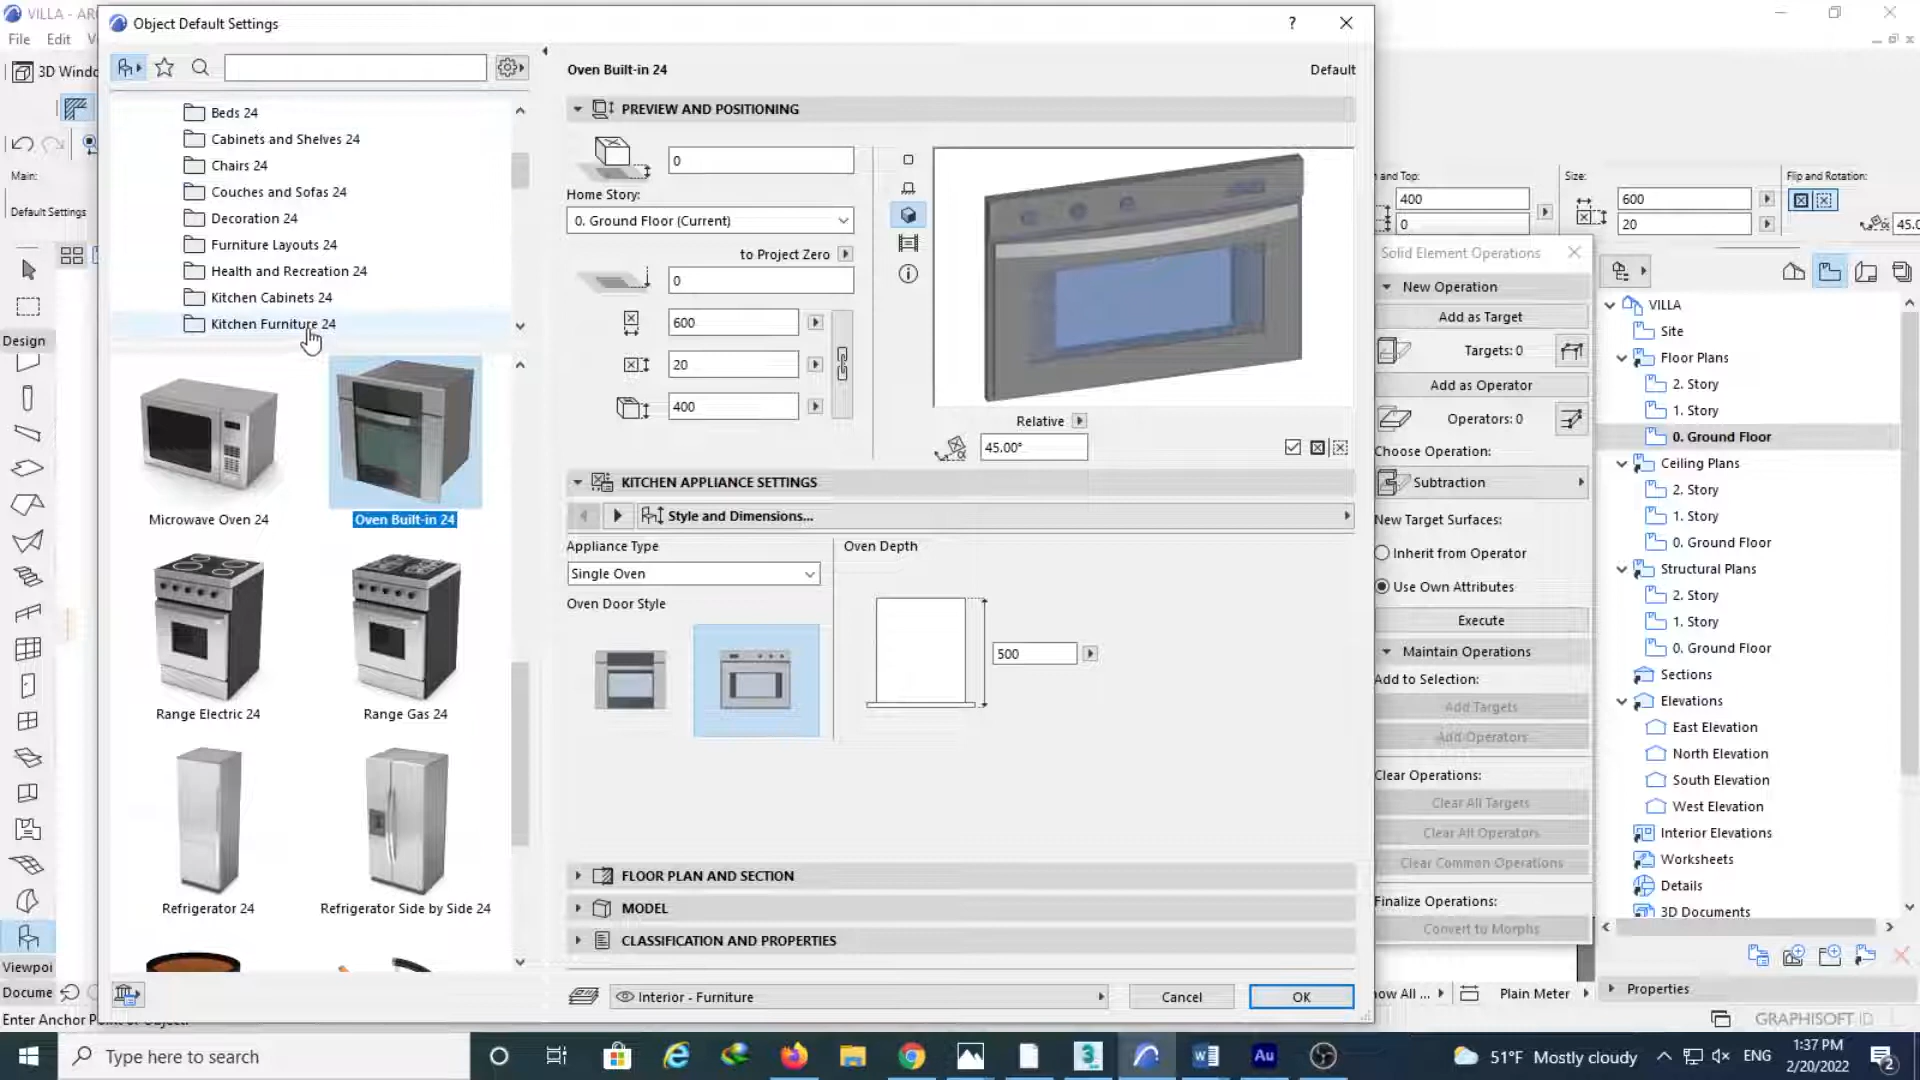 VILLA - AR
Object Default Settings
?
File Edit V
3D Windo
Oven Built-in 24
Default
PREVIEW AND POSITIONING
Beds 24
Cabinets and Shelves 24
Chairs 24
Couches and Sofas 24
Decoration 24
Furniture Layouts 24
Health and Recreation 24
Kitchen Cabinets 24
Kitchen Furniture 24
Main:
Default Settings
Design
0
Home Story:
0. Ground Floor (Current)
to Project Zero
0
600
20
400
Relative
45.00°
Microwave Oven 24
Oven Built-in 24
Range Electric 24
Range Gas 24
Refrigerator 24
Refrigerator Side by Side 24
KITCHEN APPLIANCE SETTINGS
Style and Dimensions...
Appliance Type
Single Oven
Oven Door Style
Oven Depth
500
FLOOR PLAN AND SECTION
MODEL
CLASSIFICATION AND PROPERTIES
Interior - Furniture
Cancel
OK
Viewpoi
Docume
Enter Anchor Point of Object.
and Top:
400
0
Size:
600
20
Flip and Rotation:
45.0
Solid Element Operations
New Operation
Add as Target
Targets: 0
Add as Operator
Operators: 0
Choose Operation:
Subtraction
New Target Surfaces:
Inherit from Operator
Use Own Attributes
Execute
Maintain Operations
Add to Selection:
Add Targets
Add Operators
Clear Operations:
Clear All Targets
Clear All Operators
Clear Common Operations
Finalize Operations:
Convert to Morphs
VILLA
Site
Floor Plans
2. Story
1. Story
0. Ground Floor
Ceiling Plans
2. Story
1. Story
0. Ground Floor
Structural Plans
2. Story
1. Story
0. Ground Floor
Sections
Elevations
East Elevation
North Elevation
South Elevation
West Elevation
Interior Elevations
Worksheets
Details
3D Documents
Properties
how All ...
Plain Meter
GRAPHISOFT ID
Type here to search
3
W
Au
51°F Mostly cloudy
ENG
1:37 PM
2/20/2022
2